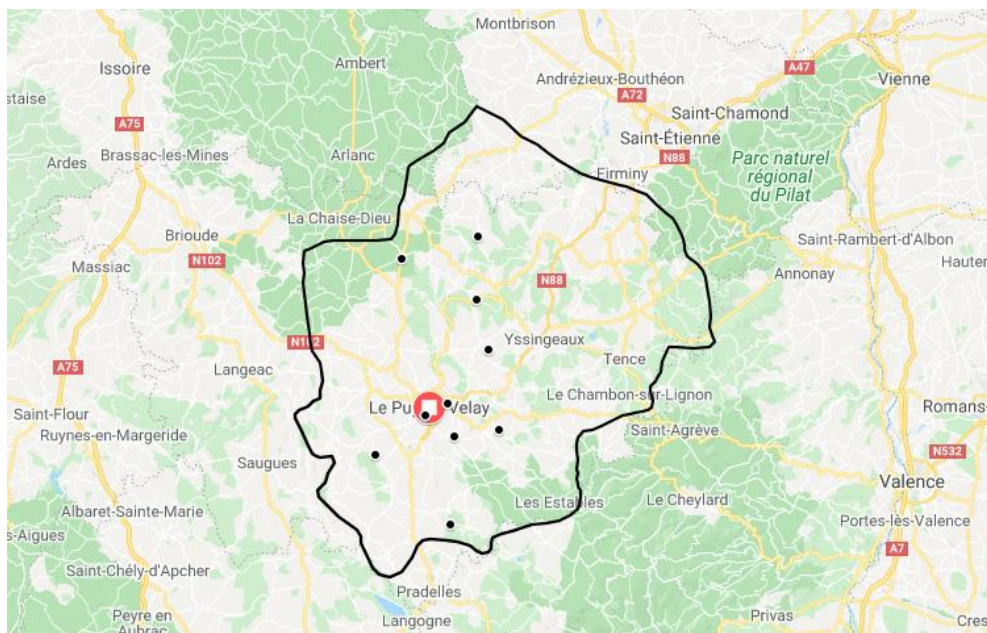 Montbrison
Issoire
Ambert
Andrézieux-Bouthéon
A47
Vienne
A72
staise
Saint-Chamond
A75
Saint-Étienne
Brassac-les-Mines
Arlanc
N88
Parc naturel
régional
du Pilat
Ardes
Firminy
La Chaise-Dieu
Brioude
Saint-Rambert-d'Albon
N102
Massiac
Hauter
N88
Annonay
N102
Yssingeaux
Tence
A75
Langeac
Le Chambon-sur-Lignon
Le Pu Velay
Romans-
Saint-Flour
Saint-Agrève
Ruynes-en-Margeride
N532
Saugues
Valence
Les Estables
Le Cheylard
Albaret-Sainte-Marie
Portes-lès-Valence
s-Aigues
A7
Saint-Chély-d'Apcher
Pradelles
Peyre en
Aubrac
Langogne
Privas
Cres